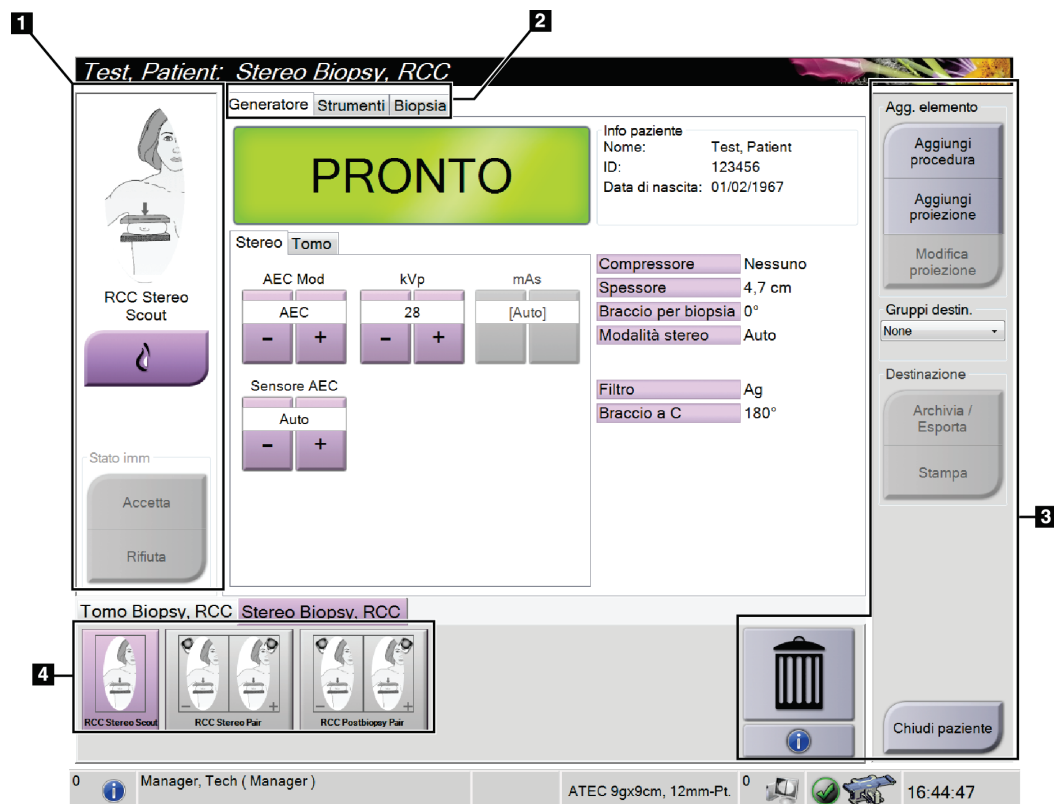 1
2
Test, Patient: Stereo Biopsy, RCC
Generatore Strumenti Biopsia
PRONTO
Info paziente
Nome: Test, Patient
ID: 123456
Data di nascita: 01/02/1967
Agg. elemento
Aggiungi
procedura
Aggiungi
proiezione
Modifica
proiezione
Gruppi destin.
None
Destinazione
Archivia /
Esporta
Stampa
3
RCC Stereo
Scout
Stato imm
Accetta
Rifiuta
Stereo Tomo
AEC Mod kVp mAs
AEC 28 [Auto]
- + - +
Sensore AEC
Auto
- +
Compressore Nessuno
Spessore 4,7 cm
Braccio per biopsia 0°
Modalità stereo Auto
Filtro Ag
Braccio a C 180°
Tomo Biopsy, RCC Stereo Biopsy, RCC
4
- + - +
RCC Stereo Scout RCC Stereo Pair RCC Postbiopsy Pair
i
Chiudi paziente
0 i Manager, Tech ( Manager ) ATEC 9gx9cm, 12mm-Pt. 0 16:44:47